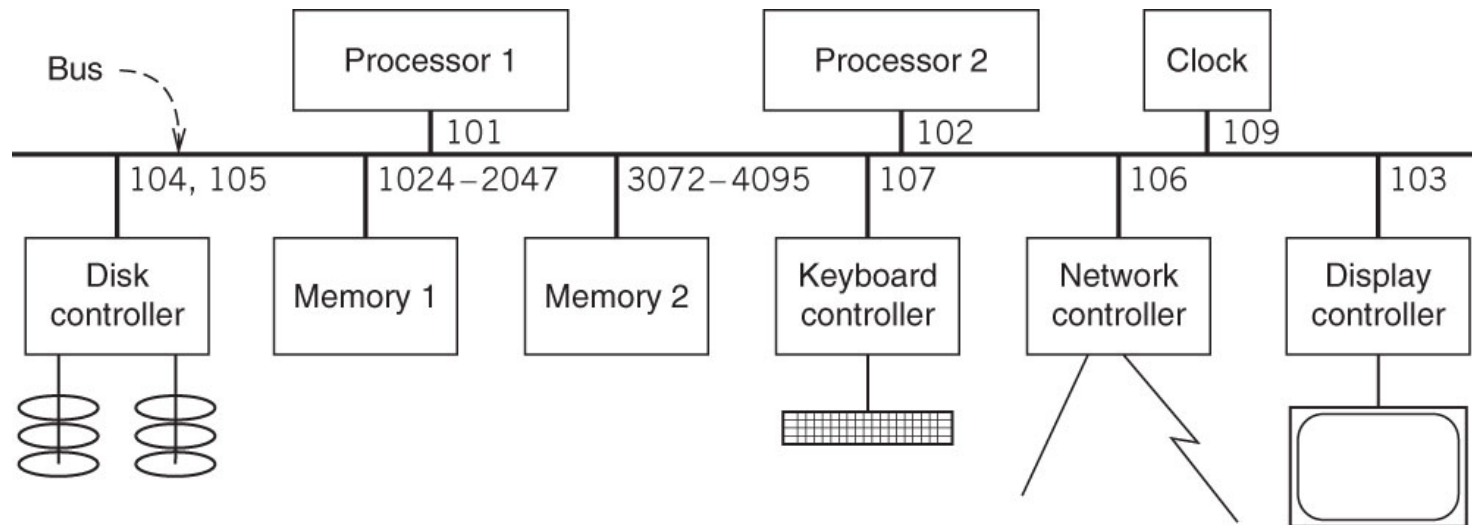 Processor 1
Processor 2
Clock
Bus
101
102
109
104, 105
1024–2047
3072–4095
107
106
103
Disk
controller
Memory 1
Memory 2
Keyboard
controller
Network
controller
Display
controller